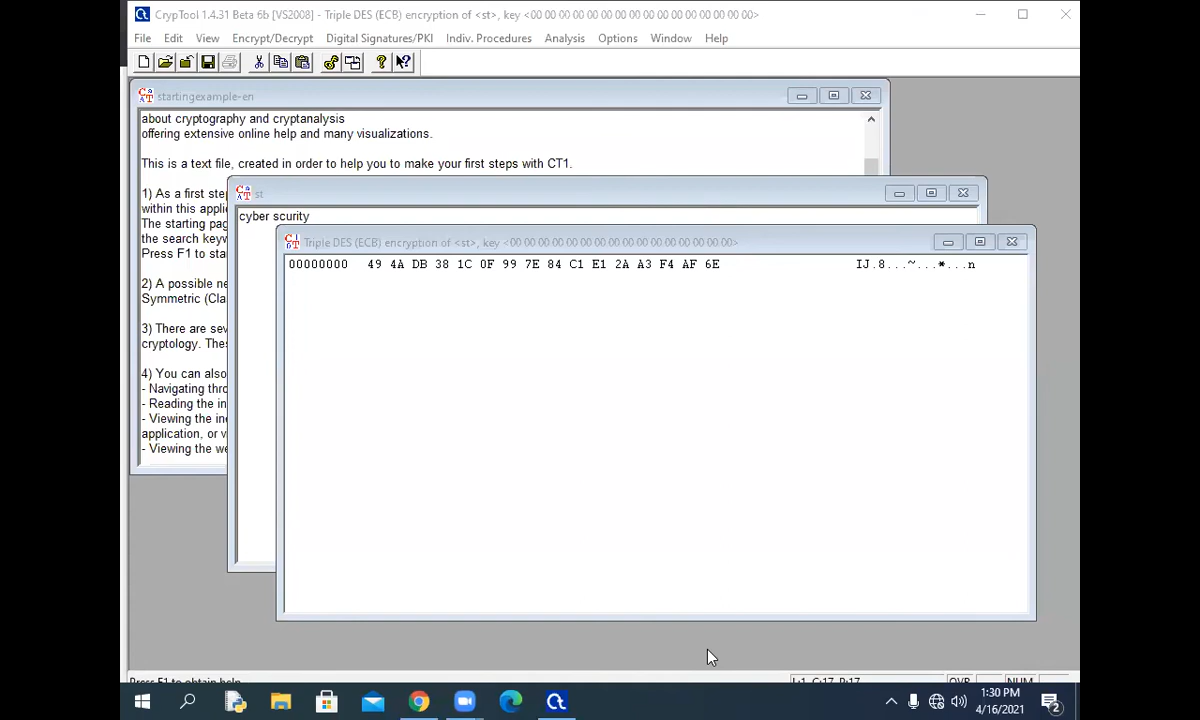 CrypTool 1.4.31 Beta 6b [VS2008] - Triple DES (ECB) encryption of <st>, key <00 00 00 00 00 00 00 00 00 00 00 00 00 00 00 00>
File Edit View Encrypt/Decrypt Digital Signatures/PKI Indiv. Procedures Analysis Options Window Help
startingexample-en
about cryptography and cryptanalysis
offering extensive online help and many visualizations.
This is a text file, created in order to help you to make your first steps with CT1.
1) As a first ste
within this appli
The starting pag
the search keyw
Press F1 to sta
2) A possible ne
Symmetric (Cla
3) There are sev
cryptology. Thes
4) You can also
- Navigating thro
- Reading the in
- Viewing the ind
application, or v
- Viewing the we
st
cyber scurity
Triple DES (ECB) encryption of <st>, key <00 00 00 00 00 00 00 00 00 00 00 00 00 00 00 00>
00000000 49 4A DB 38 1C 0F 99 7E 84 C1 E1 2A A3 F4 AF 6E IJ.8...~...*...n
Press F1 to obtain help.
L:1 C:17 P:17 OVR NUM
1:30 PM
4/16/2021
2